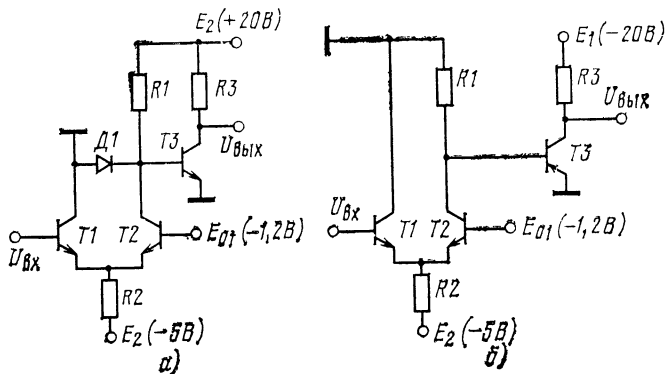 E2 (+20В)
R1
R3
Д1
T3
Uвых
T1
T2
E01 (-1,2В)
Uвх
R2
E2 (-5В)
а)
E1 (-20В)
R1
R3
Uвых
T3
Uвх
T1
T2
E01 (-1,2В)
R2
E2 (-5В)
б)